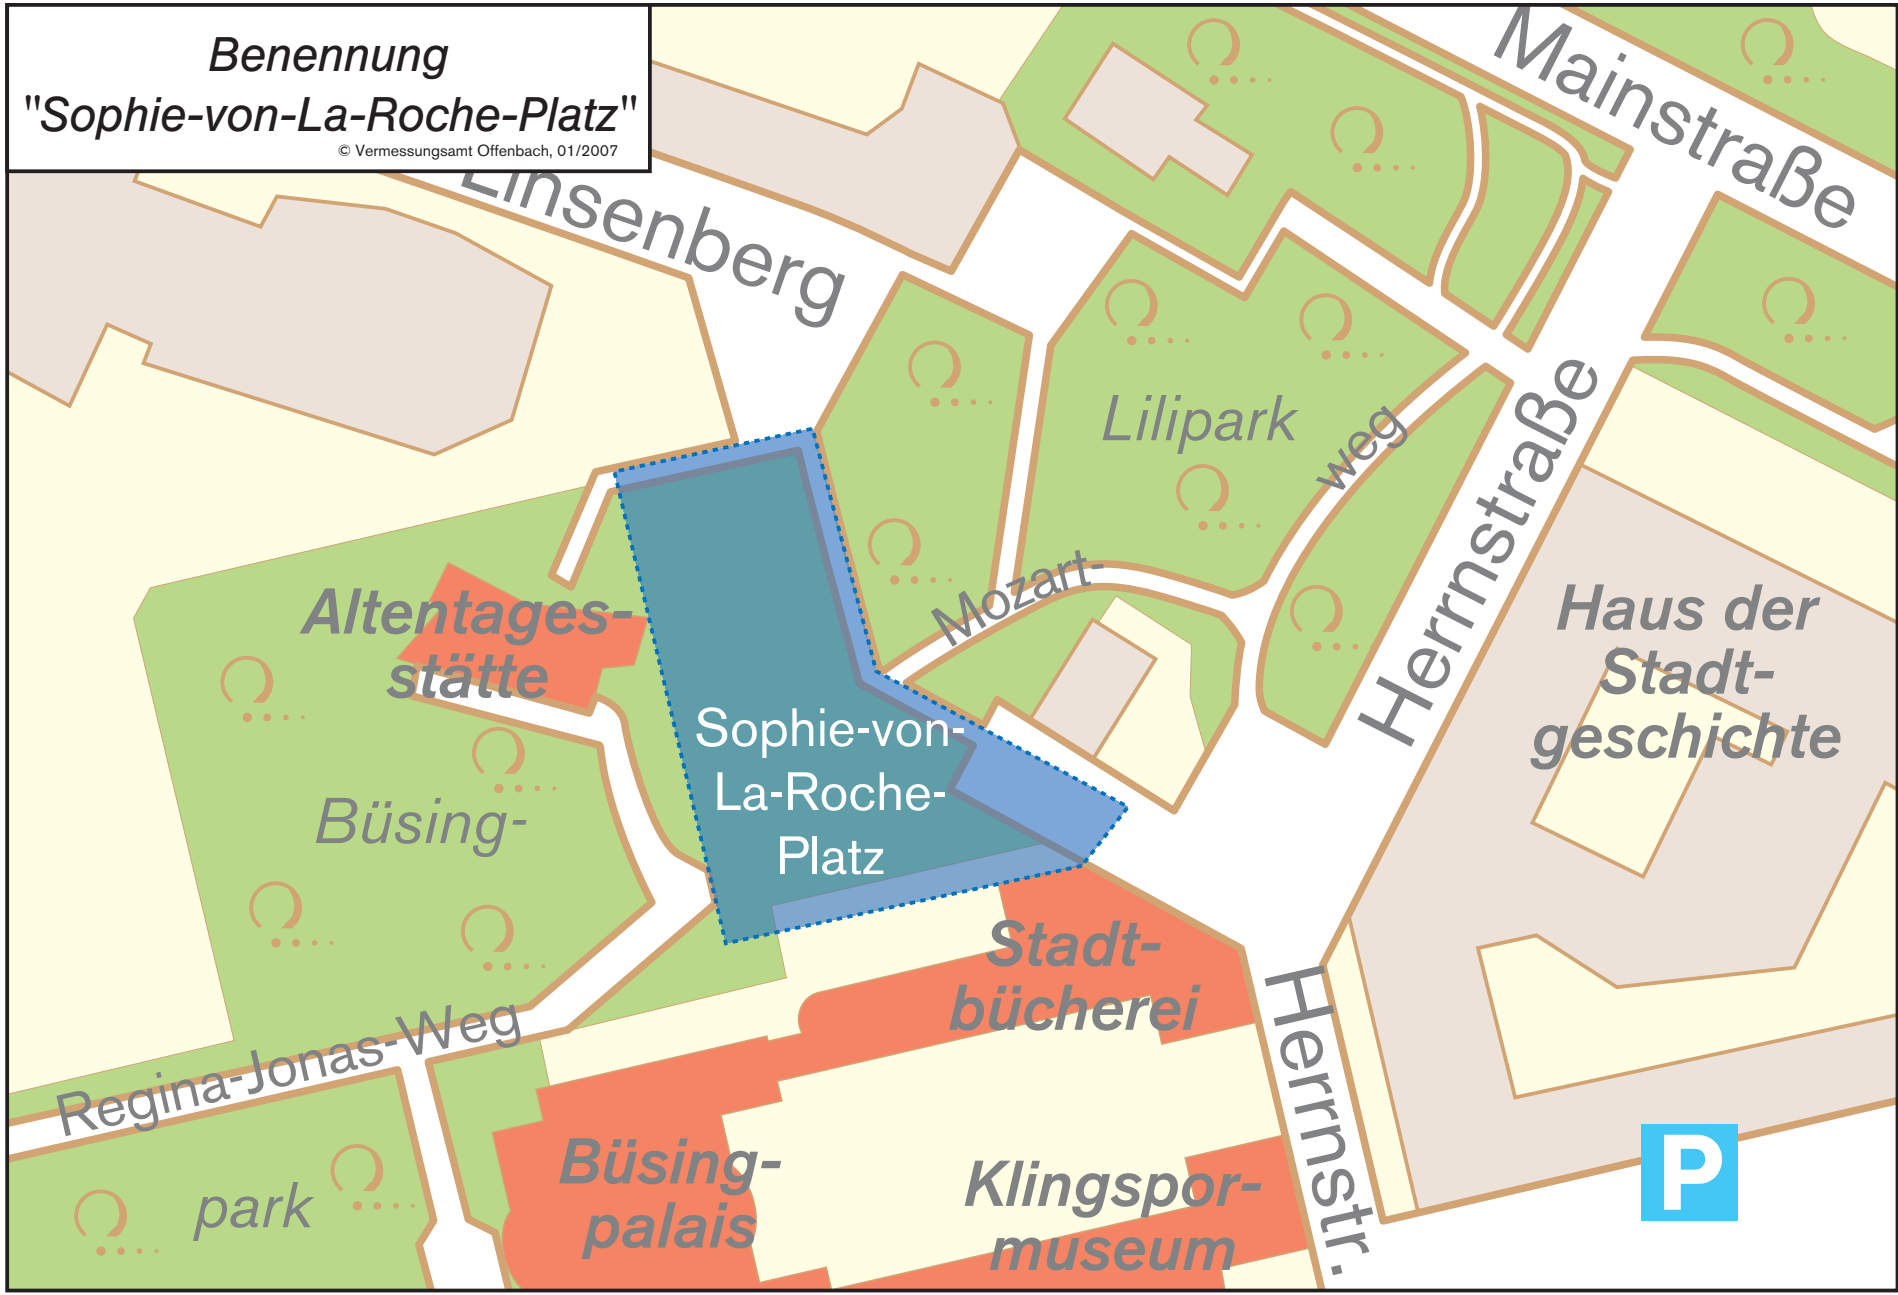 Benennung
"Sophie-von-La-Roche-Platz"
© Vermessungsamt Offenbach, 01/2007
Mainstraße
Linsenberg
Lilipark
weg
Mozart-
Herrnstraße
Altentages-
stätte
Haus der
Stadt-
geschichte
Sophie-von-
La-Roche-
Platz
Büsing-
Stadt-
bücherei
Regina-Jonas-Weg
Herrnstr.
Büsing-
palais
Klingspor-
museum
park
P